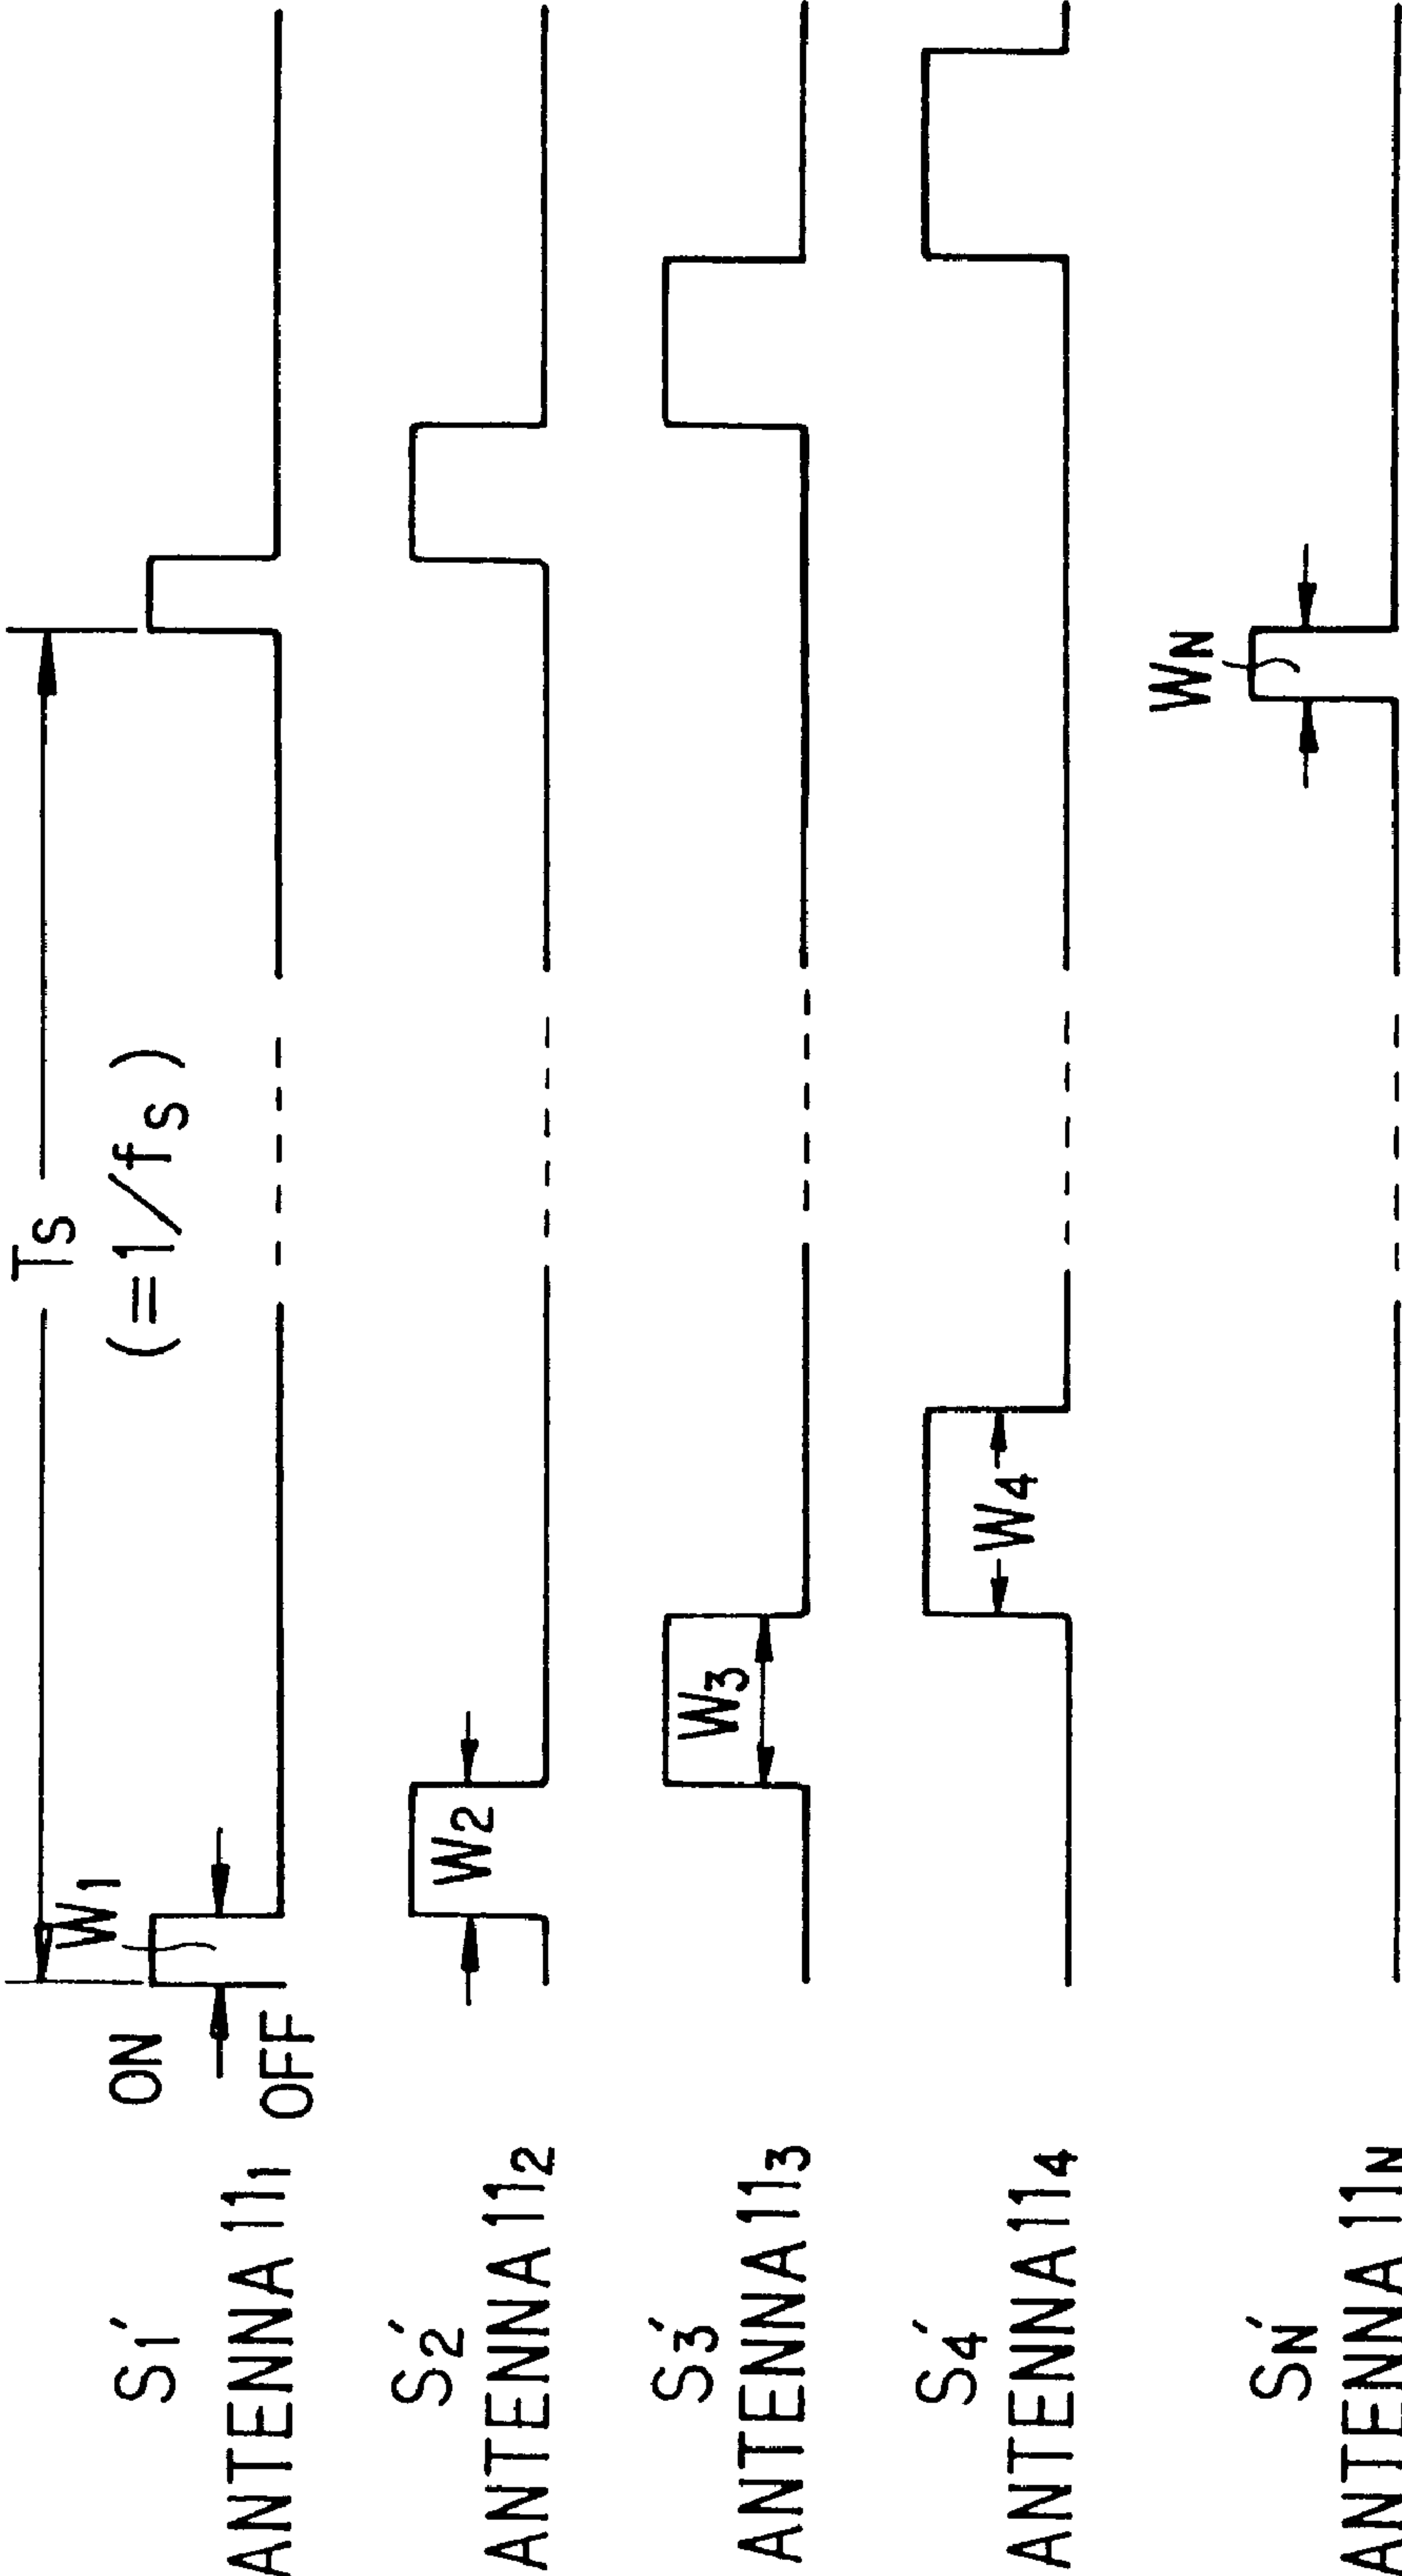 Ts
(=1/fs)
W1
ON
OFF
S1′
ANTENNA 111
W2
S2′
ANTENNA 112
W3
S3′
ANTENNA 113
W4
S4′
ANTENNA 114
WN
SN′
ANTENNA 11N